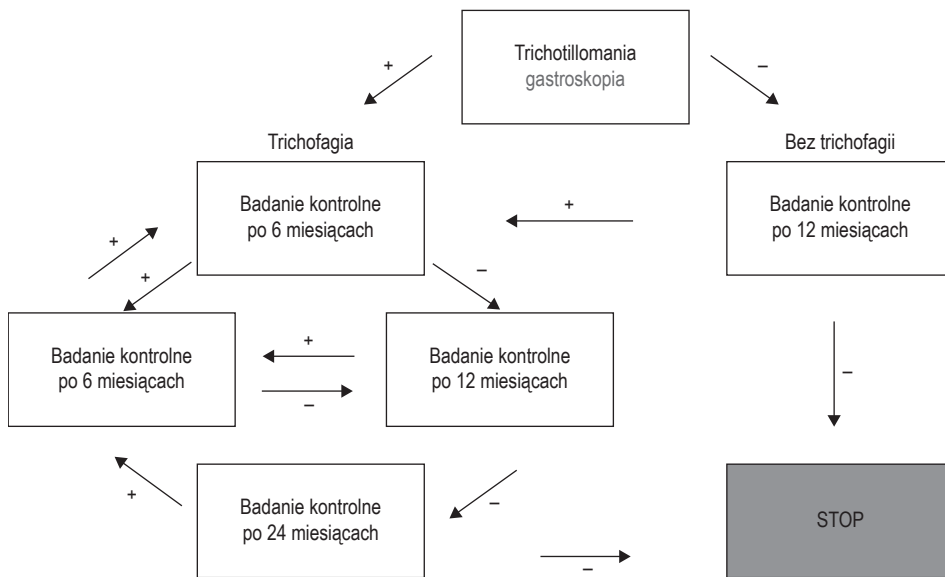 Trichotillomania
gastroskopia
+
–
Trichofagia
Bez trichofagii
Badanie kontrolne
po 6 miesiącach
+
Badanie kontrolne
po 12 miesiącach
+
+
–
Badanie kontrolne
po 6 miesiącach
+
–
Badanie kontrolne
po 12 miesiącach
–
+
Badanie kontrolne
po 24 miesiącach
–
–
STOP